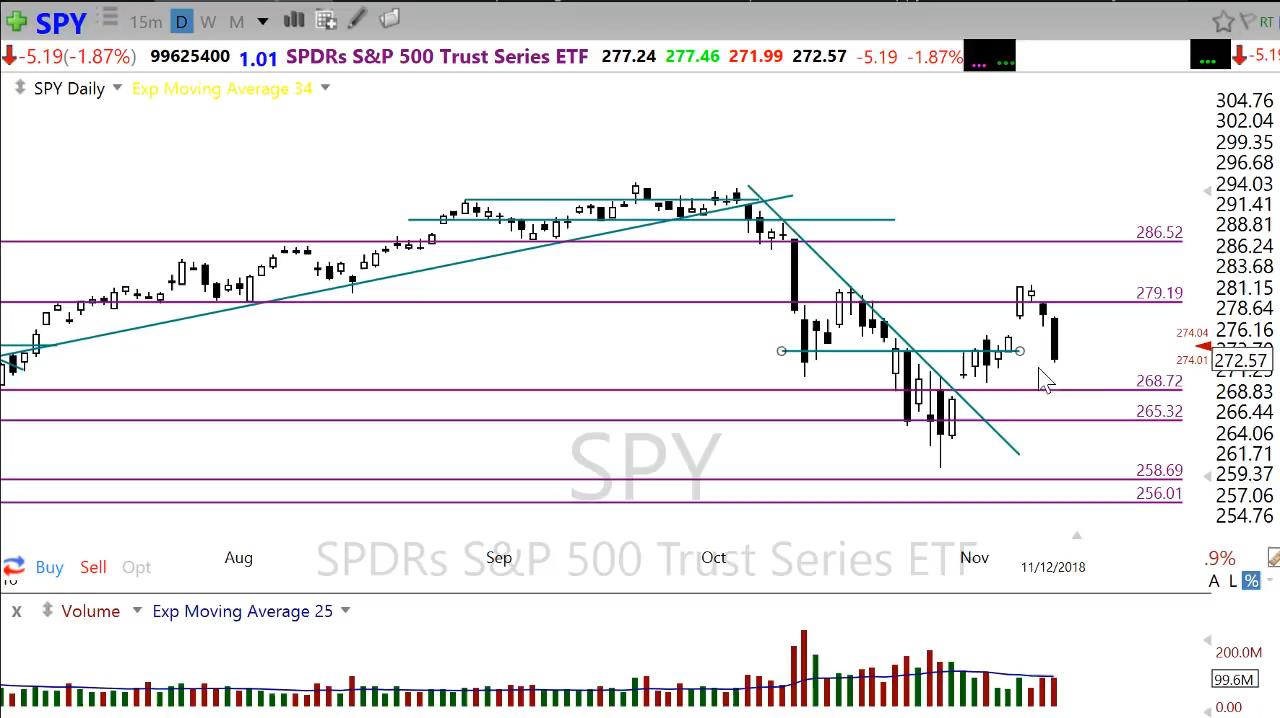 SPY 15m D W M RT
-5.19(-1.87%) 99625400 1.01 SPDRs S&P 500 Trust Series ETF 277.24 277.46 271.99 272.57 -5.19 -1.87% ... ... ... -5.19
SPY Daily Exp Moving Average 34
304.76
302.04
299.35
296.68
294.03
291.41
286.52
288.81
286.24
283.68
279.19
281.15
278.64
274.04
276.16
274.01
272.57
268.72
268.83
265.32
266.44
264.06
SPY
261.71
258.69
259.37
256.01
257.06
254.76
SPDRs S&P 500 Trust Series ETF
Aug Sep Oct Nov 11/12/2018
Buy Sell Opt
.9%
A L %
X Volume Exp Moving Average 25
200.0M
99.6M
0.00